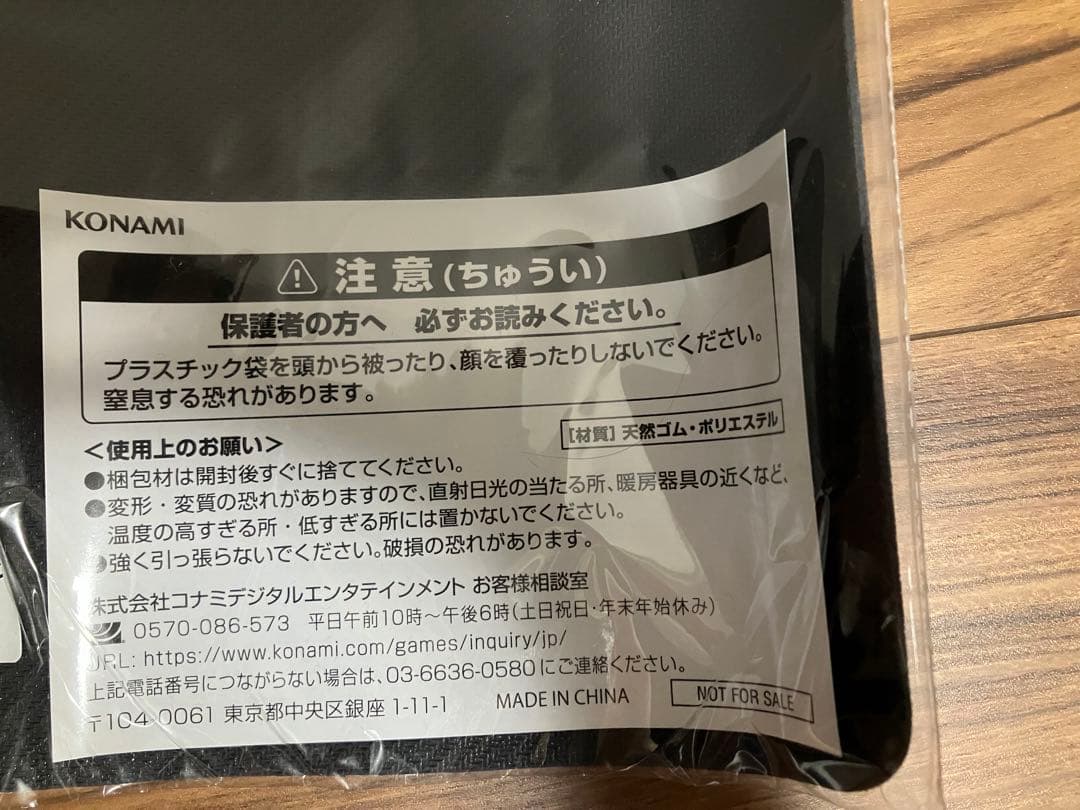 KONAMI
注意(ちゅうい)
保護者の方へ 必ずお読みください。
プラスチック袋を頭から被ったり、顔を覆ったりしないでください。
窒息する恐れがあります。
<使用上のお願い>
[材質] 天然ゴム・ポリエステル
●梱包材は開封後すぐに捨ててください。
●変形・変質の恐れがありますので、直射日光の当たる所、暖房器具の近くなど、
温度の高すぎる所・低すぎる所には置かないでください。
●強く引っ張らないでください。破損の恐れがあります。
株式会社コナミデジタルエンタテインメント お客様相談室
0570-086-573 平日午前10時～午後6時(土日祝日・年末年始休み)
URL: https://www.konami.com/games/inquiry/jp/
上記電話番号につながらない場合は、03-6636-0580にご連絡ください。
〒104-0061 東京都中央区銀座 1-11-1 MADE IN CHINA NOT FOR SALE